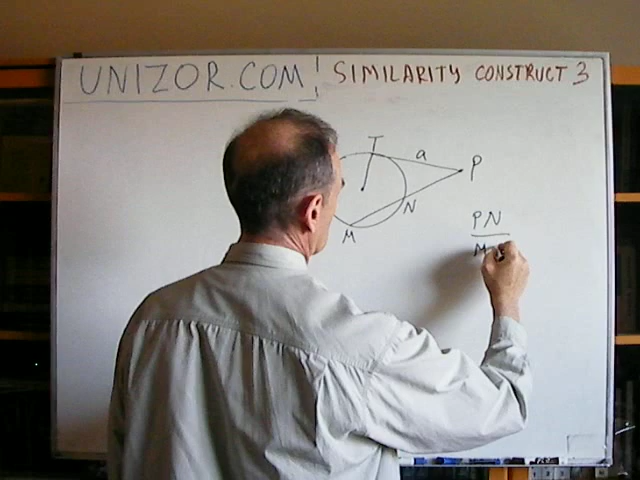 UNIZOR.COM SIMILARITY CONSTRUCT 3
T a P
N
M
PN
M